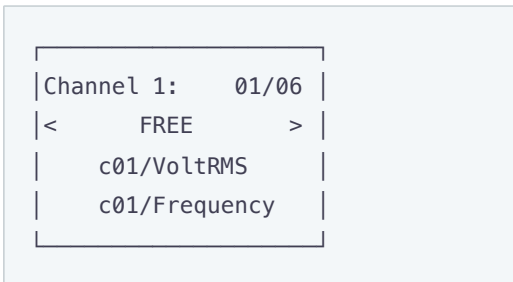 Channel 1: 01/06
< FREE >
c01/VoltRMS
c01/Frequency